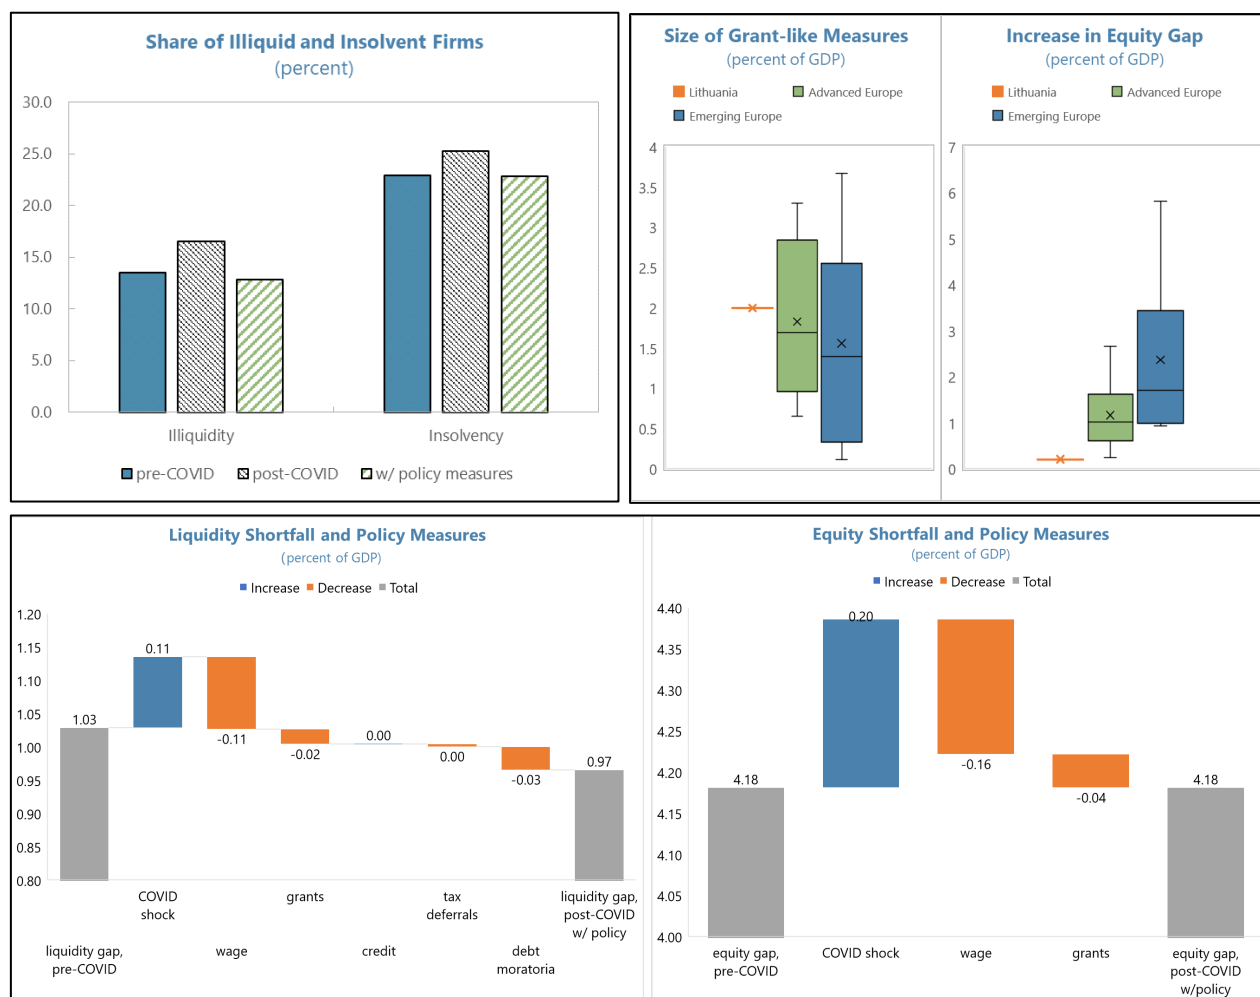 Share of Illiquid and Insolvent Firms
(percent)
30.0
25.0
20.0
15.0
10.0
5.0
0.0
Illiquidity
Insolvency
pre-COVID
post-COVID
w/ policy measures
Size of Grant-like Measures
(percent of GDP)
Lithuania
Advanced Europe
Emerging Europe
4
3.5
3
2.5
2
1.5
1
0.5
0
Increase in Equity Gap
(percent of GDP)
Lithuania
Advanced Europe
Emerging Europe
7
6
5
4
3
2
1
0
Liquidity Shortfall and Policy Measures
(percent of GDP)
Increase
Decrease
Total
1.20
1.15
1.10
1.05
1.00
0.95
0.90
0.85
0.80
1.03
0.11
-0.11
-0.02
0.00
0.00
-0.03
0.97
liquidity gap,
pre-COVID
COVID
shock
wage
grants
credit
tax
deferrals
debt
moratoria
liquidity gap,
post-COVID
w/ policy
Equity Shortfall and Policy Measures
(percent of GDP)
Increase
Decrease
Total
4.40
4.35
4.30
4.25
4.20
4.15
4.10
4.05
4.00
4.18
0.20
-0.16
-0.04
4.18
equity gap,
pre-COVID
COVID shock
wage
grants
equity gap,
post-COVID
w/policy